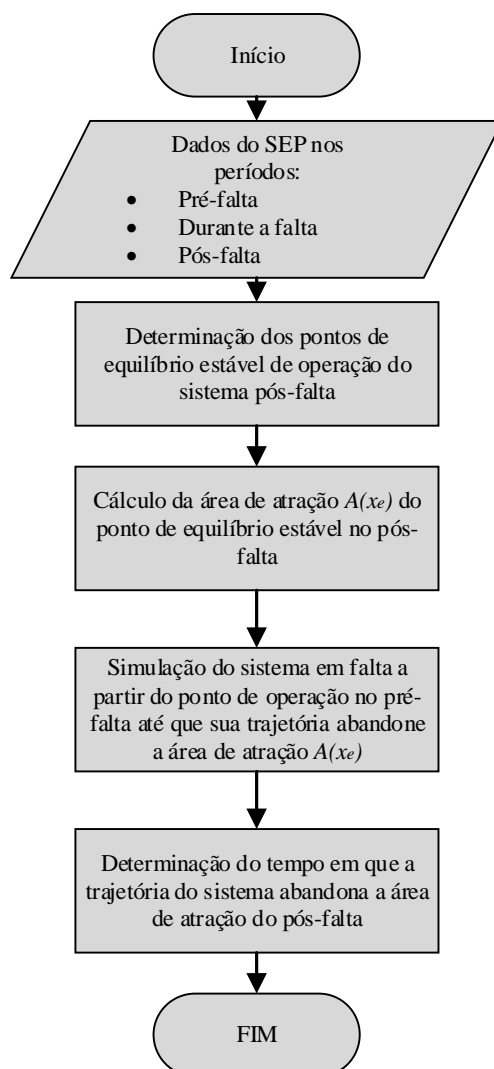 Início
Dados do SEP nos
períodos:
• Pré-falta
• Durante a falta
• Pós-falta
Determinação dos pontos de
equilíbrio estável de operação do
sistema pós-falta
Cálculo da área de atração A(xe) do
ponto de equilíbrio estável no pós-
falta
Simulação do sistema em falta a
partir do ponto de operação no pré-
falta até que sua trajetória abandone
a área de atração A(xe)
Determinação do tempo em que a
trajetória do sistema abandona a área
de atração do pós-falta
FIM